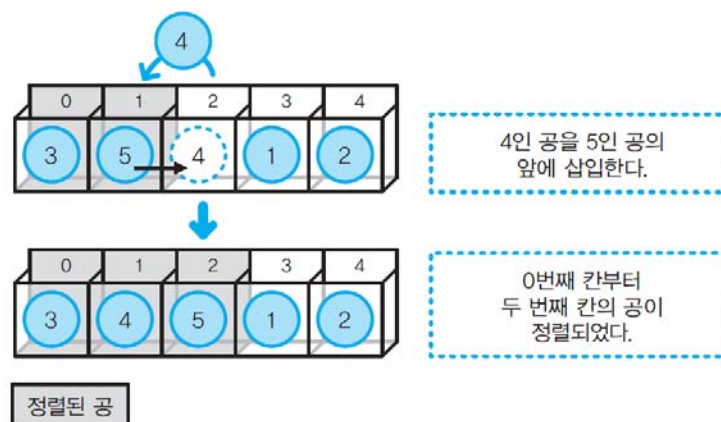 4
0 1 2 3 4
3 5 4 1 2
4인 공을 5인 공의
앞에 삽입한다.
0 1 2 3 4
3 4 5 1 2
0번째 칸부터
두 번째 칸의 공이
정렬되었다.
정렬된 공